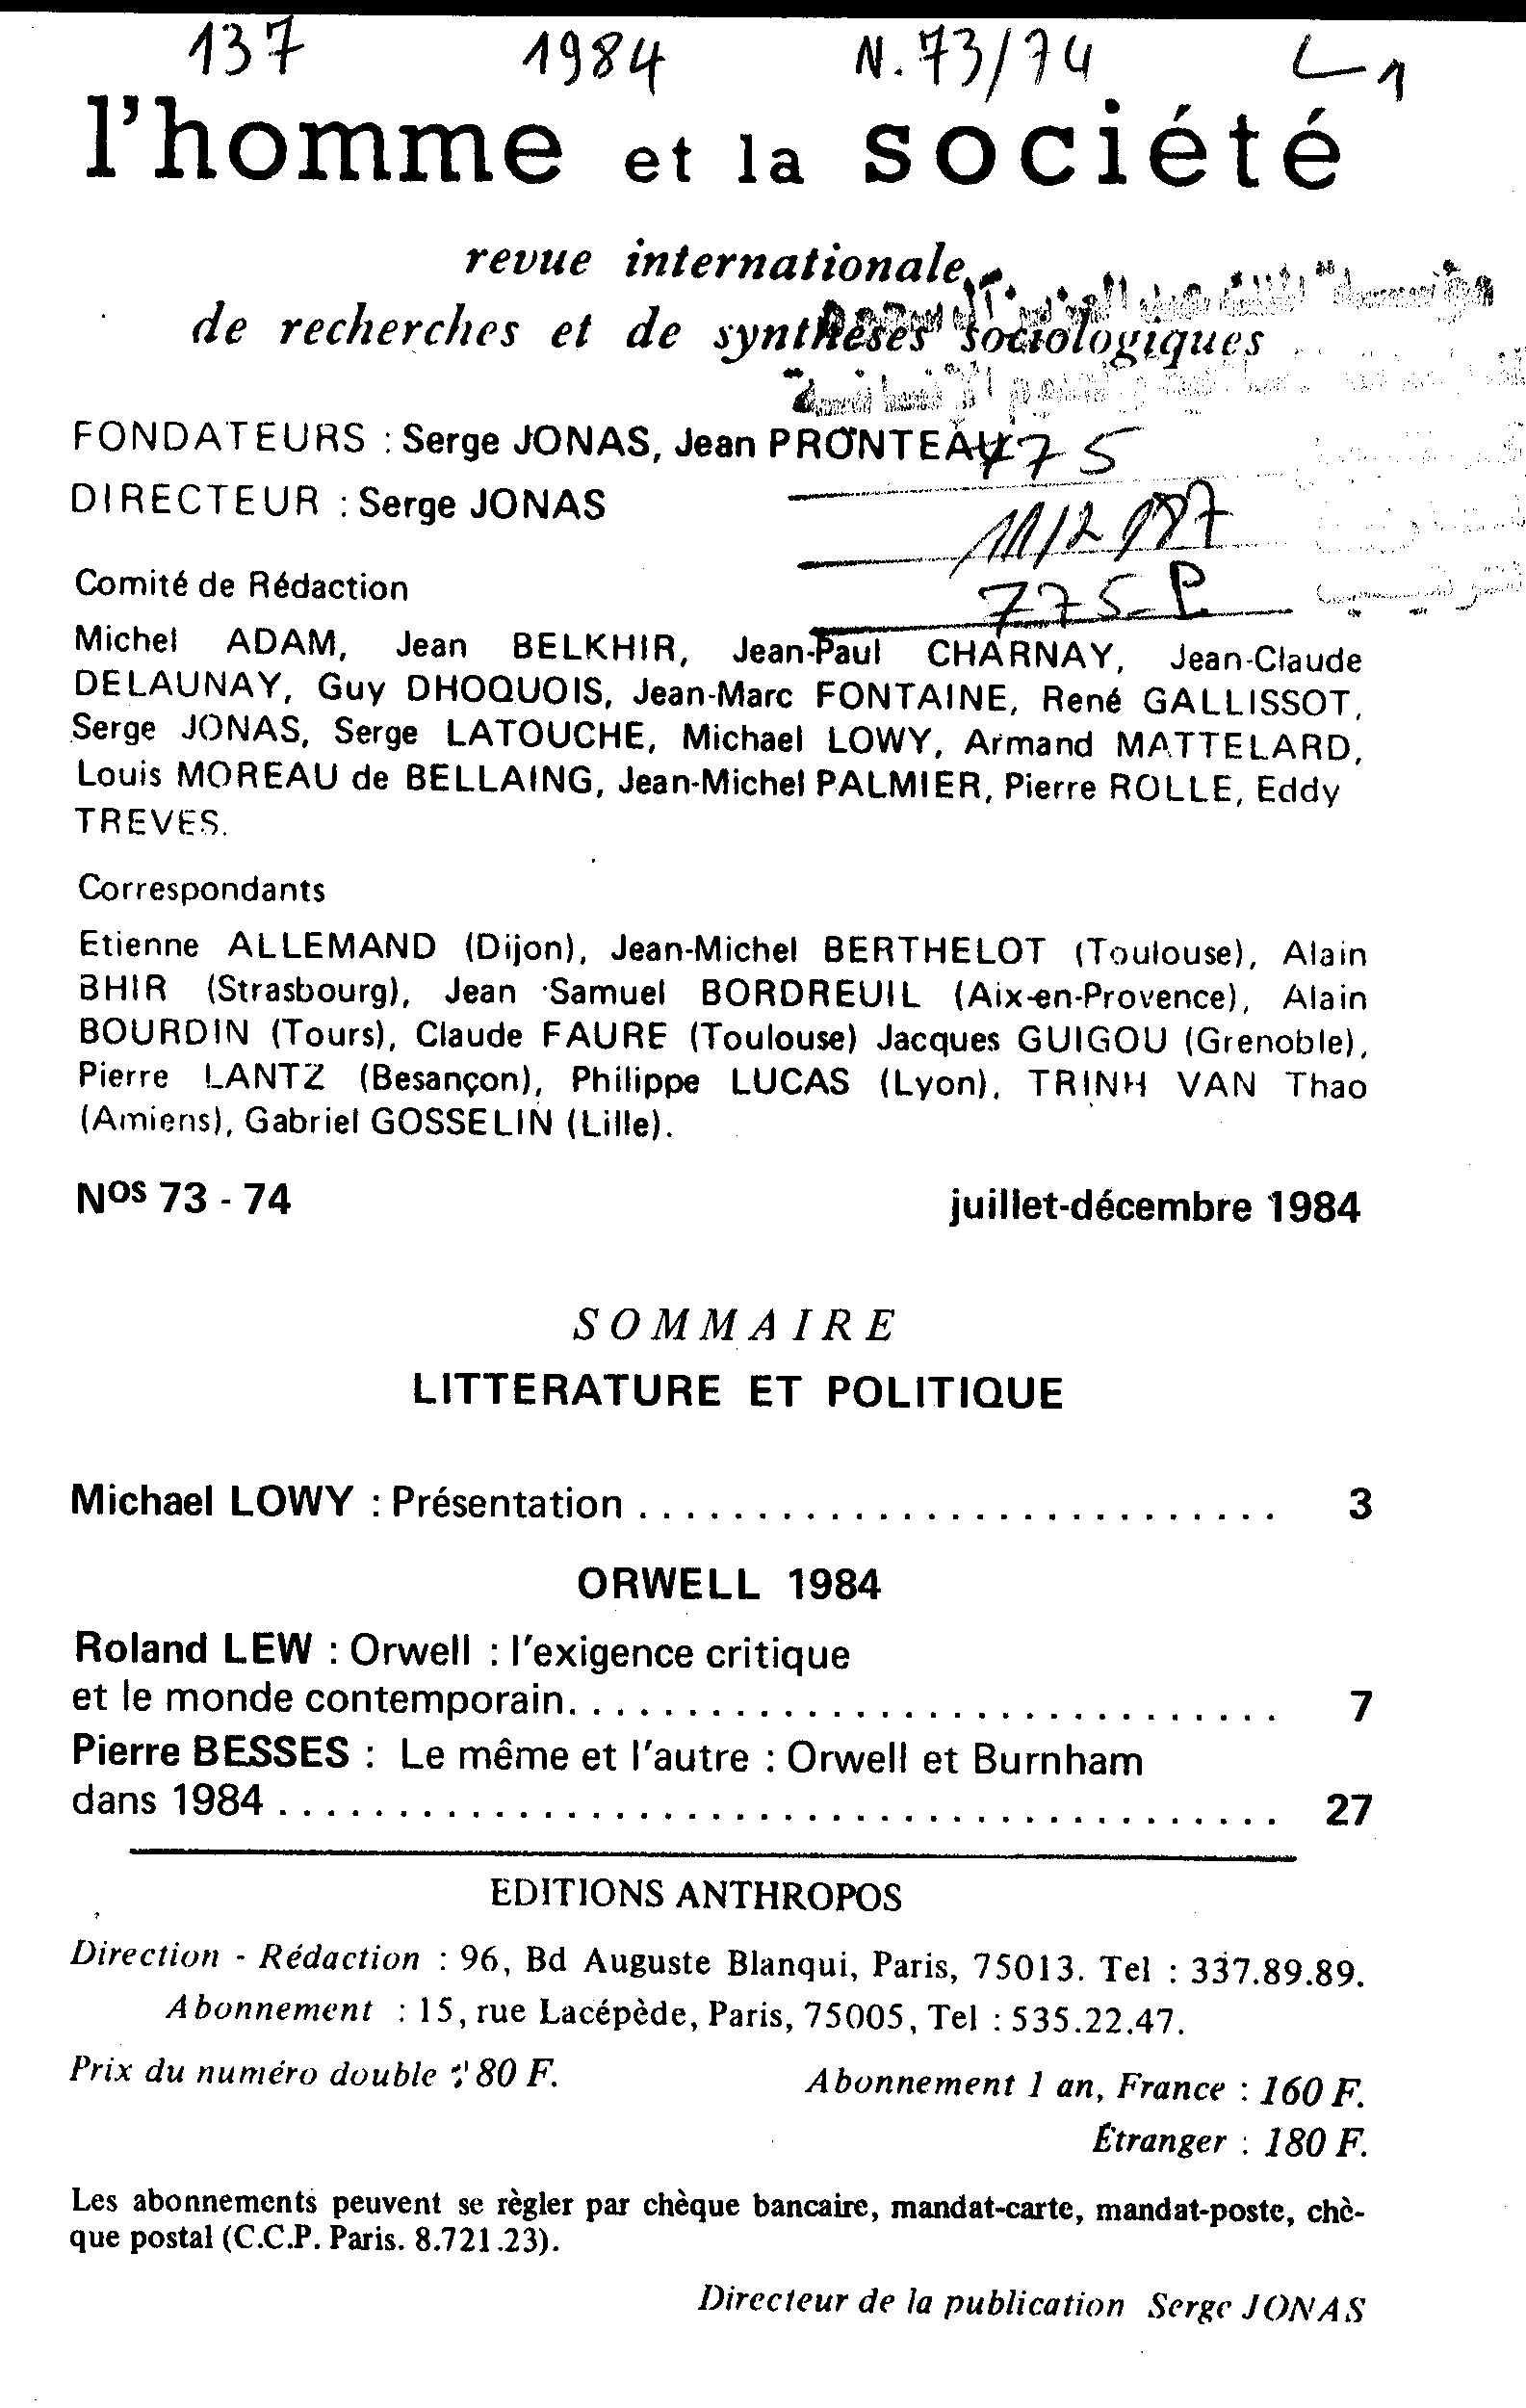 137 1984 N. 73/74 L1
l'homme et la société
revue internationale
de recherches et de synthèses sociologiques
مؤسسة الملك عبد العزيز آل سعود
FONDATEURS : Serge JONAS, Jean PRONTEAU
DIRECTEUR : Serge JONAS
11/2/87
775 P.
Comité de Rédaction
Michel ADAM, Jean BELKHIR, Jean-Paul CHARNAY, Jean-Claude
DELAUNAY, Guy DHOQUOIS, Jean-Marc FONTAINE, René GALLISSOT,
Serge JONAS, Serge LATOUCHE, Michael LOWY, Armand MATTELARD,
Louis MOREAU de BELLAING, Jean-Michel PALMIER, Pierre ROLLE, Eddy
TREVES.
Correspondants
Etienne ALLEMAND (Dijon), Jean-Michel BERTHELOT (Toulouse), Alain
BHIR (Strasbourg), Jean Samuel BORDREUIL (Aix-en-Provence), Alain
BOURDIN (Tours), Claude FAURE (Toulouse) Jacques GUIGOU (Grenoble),
Pierre LANTZ (Besançon), Philippe LUCAS (Lyon), TRINH VAN Thao
(Amiens), Gabriel GOSSELIN (Lille).
Nos 73 - 74 juillet-décembre 1984
SOMMAIRE
LITTERATURE ET POLITIQUE
Michael LOWY : Présentation ........................... 3
ORWELL 1984
Roland LEW : Orwell : l'exigence critique
et le monde contemporain.............................. 7
Pierre BESSES : Le même et l'autre : Orwell et Burnham
dans 1984 .......................................... 27
EDITIONS ANTHROPOS
Direction - Rédaction : 96, Bd Auguste Blanqui, Paris, 75013. Tel : 337.89.89.
Abonnement : 15, rue Lacépède, Paris, 75005, Tel : 535.22.47.
Prix du numéro double : 80 F. Abonnement 1 an, France : 160 F.
Étranger : 180 F.
Les abonnements peuvent se règler par chèque bancaire, mandat-carte, mandat-poste, chè-
que postal (C.C.P. Paris. 8.721.23).
Directeur de la publication Serge JONAS